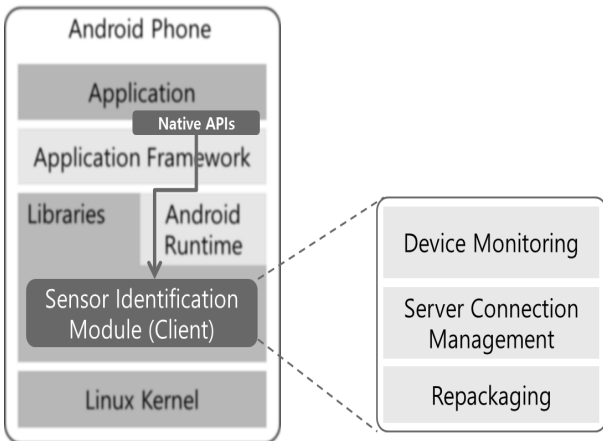 Android Phone
Application
Native APIs
Application Framework
Libraries
Android
Runtime
Sensor Identification
Module (Client)
Linux Kernel
Device Monitoring
Server Connection
Management
Repackaging